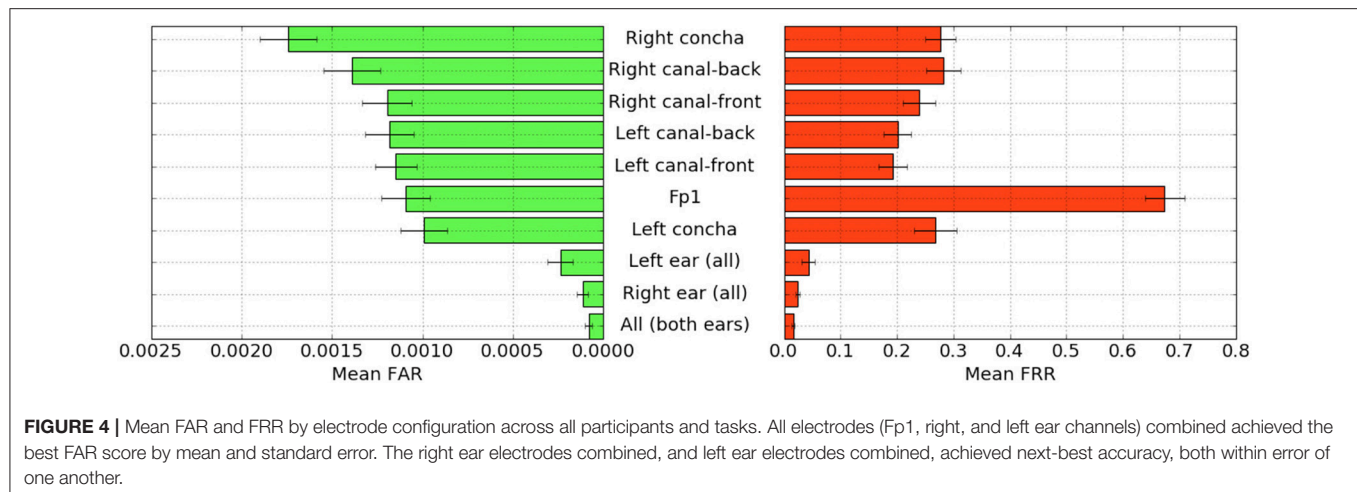 Right concha
Right canal-back
Right canal-front
Left canal-back
Left canal-front
Fp1
Left concha
Left ear (all)
Right ear (all)
All (both ears)
0.0025 0.0020 0.0015 0.0010 0.0005 0.0000
Mean FAR
0.0 0.1 0.2 0.3 0.4 0.5 0.6 0.7 0.8
Mean FRR
FIGURE 4 | Mean FAR and FRR by electrode configuration across all participants and tasks. All electrodes (Fp1, right, and left ear channels) combined achieved the
best FAR score by mean and standard error. The right ear electrodes combined, and left ear electrodes combined, achieved next-best accuracy, both within error of
one another.